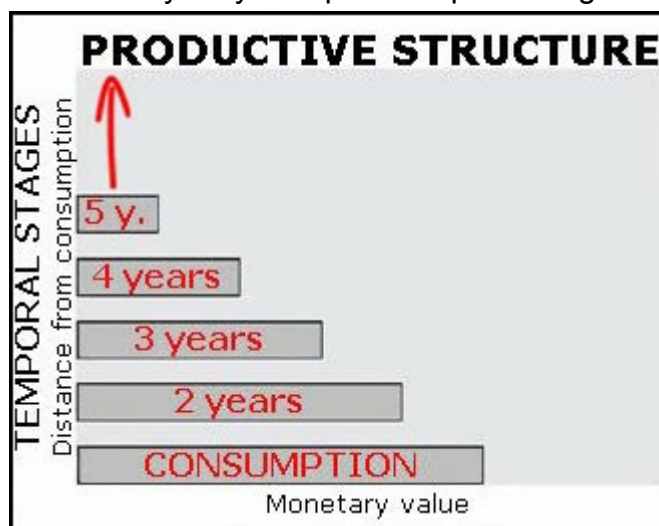 PRODUCTIVE STRUCTURE
TEMPORAL STAGES
Distance from consumption
5 y.
4 years
3 years
2 years
CONSUMPTION
Monetary value